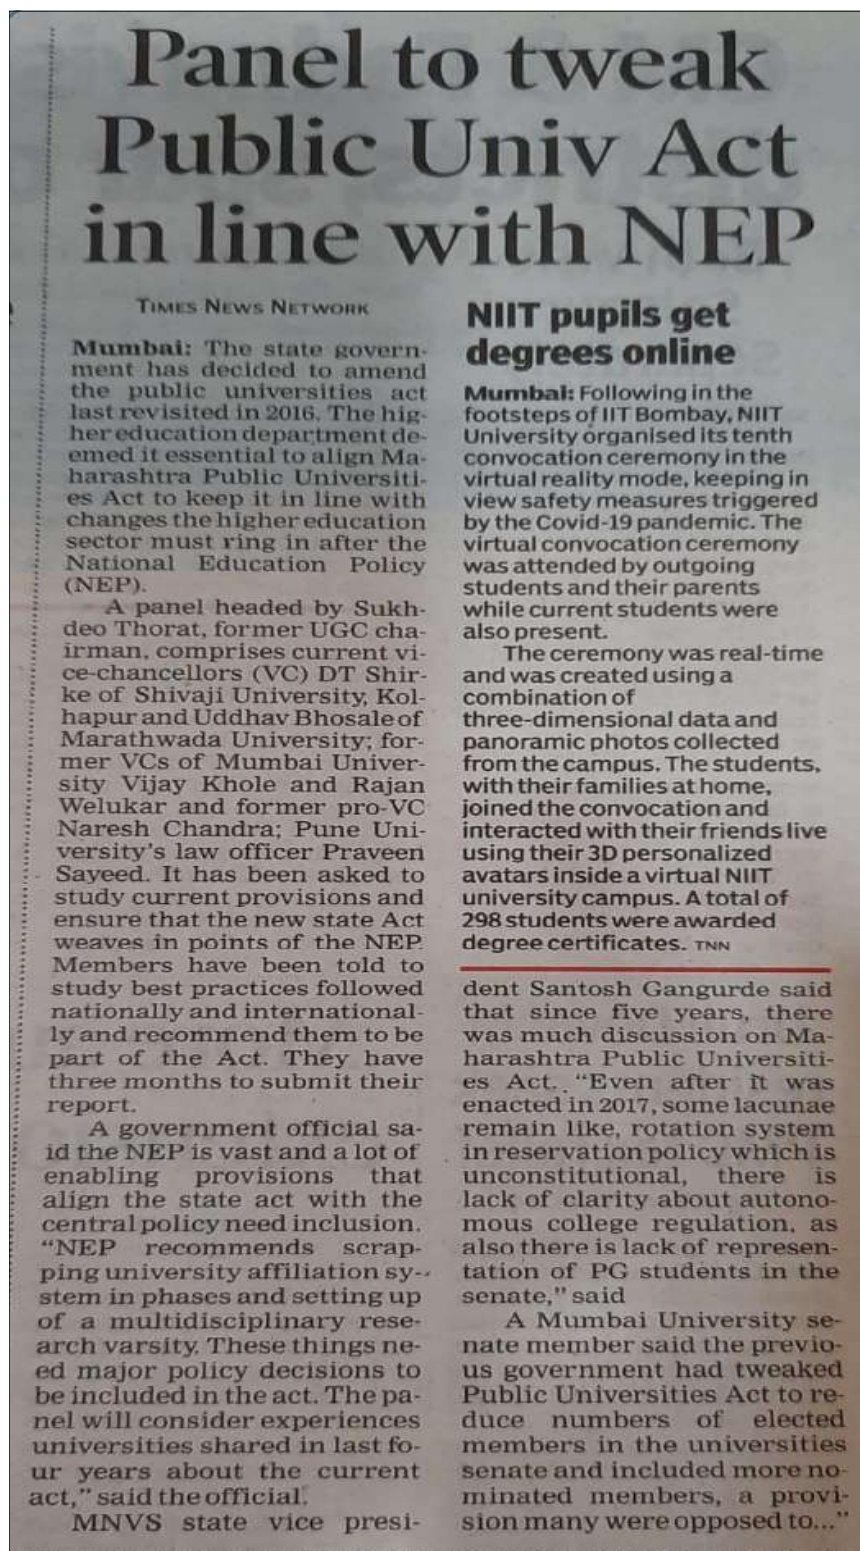 Panel to tweak
Public Univ Act
in line with NEP
TIMES NEWS NETWORK
Mumbai: The state govern-
ment has decided to amend
the public universities act
last revisited in 2016. The hig-
her education department de-
emed it essential to align Ma-
harashtra Public Universiti-
es Act to keep it in line with
changes the higher education
sector must ring in after the
National Education Policy
(NEP).
A panel headed by Sukh-
deo Thorat, former UGC cha-
irman, comprises current vi-
ce-chancellors (VC) DT Shir-
ke of Shivaji University, Kol-
hapur and Uddhav Bhosale of
Marathwada University; for-
mer VCs of Mumbai Univer-
sity Vijay Khole and Rajan
Welukar and former pro-VC
Naresh Chandra; Pune Uni-
versity's law officer Praveen
Sayeed. It has been asked to
study current provisions and
ensure that the new state Act
weaves in points of the NEP.
Members have been told to
study best practices followed
nationally and international-
ly and recommend them to be
part of the Act. They have
three months to submit their
report.
A government official sa-
id the NEP is vast and a lot of
enabling provisions that
align the state act with the
central policy need inclusion.
"NEP recommends scrap-
ping university affiliation sy-
stem in phases and setting up
of a multidisciplinary rese-
arch varsity. These things ne-
ed major policy decisions to
be included in the act. The pa-
nel will consider experiences
universities shared in last fo-
ur years about the current
act," said the official.
MNVS state vice presi-
NIIT pupils get
degrees online
Mumbai: Following in the
footsteps of IIT Bombay, NIIT
University organised its tenth
convocation ceremony in the
virtual reality mode, keeping in
view safety measures triggered
by the Covid-19 pandemic. The
virtual convocation ceremony
was attended by outgoing
students and their parents
while current students were
also present.
The ceremony was real-time
and was created using a
combination of
three-dimensional data and
panoramic photos collected
from the campus. The students,
with their families at home,
joined the convocation and
interacted with their friends live
using their 3D personalized
avatars inside a virtual NIIT
university campus. A total of
298 students were awarded
degree certificates. TNN
dent Santosh Gangurde said
that since five years, there
was much discussion on Ma-
harashtra Public Universiti-
es Act. "Even after it was
enacted in 2017, some lacunae
remain like, rotation system
in reservation policy which is
unconstitutional, there is
lack of clarity about autono-
mous college regulation, as
also there is lack of represen-
tation of PG students in the
senate," said
A Mumbai University se-
nate member said the previo-
us government had tweaked
Public Universities Act to re-
duce numbers of elected
members in the universities
senate and included more no-
minated members, a provi-
sion many were opposed to..."